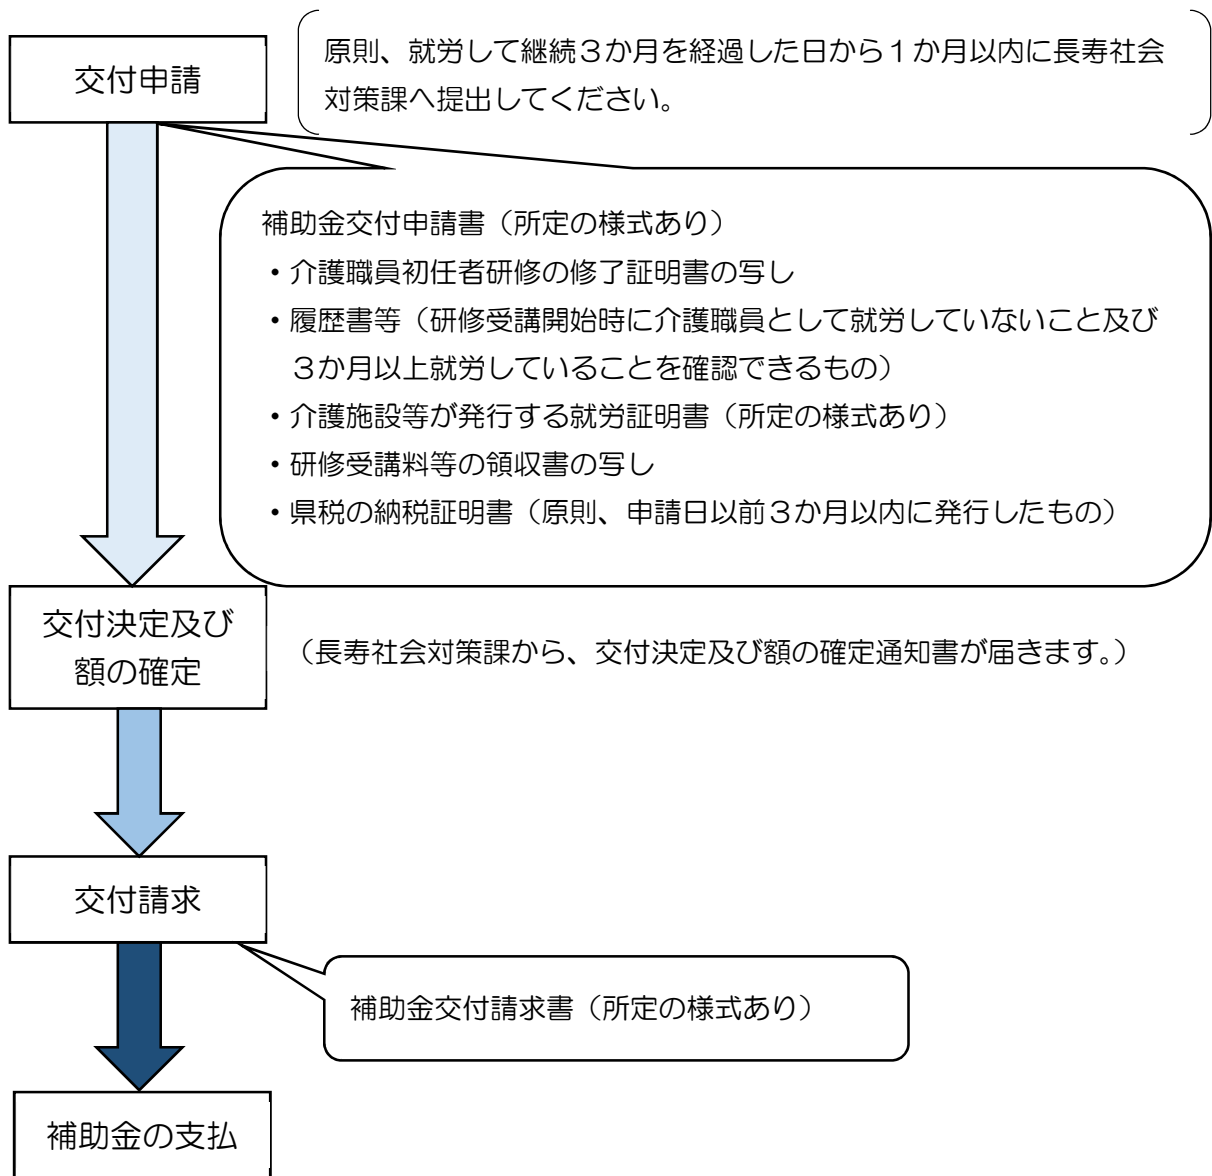 交付申請
原則、就労して継続３か月を経過した日から１か月以内に長寿社会
対策課へ提出してください。
補助金交付申請書（所定の様式あり）
・介護職員初任者研修の修了証明書の写し
・履歴書等（研修受講開始時に介護職員として就労していないこと及び
３か月以上就労していることを確認できるもの）
・介護施設等が発行する就労証明書（所定の様式あり）
・研修受講料等の領収書の写し
・県税の納税証明書（原則、申請日以前３か月以内に発行したもの）
交付決定及び
額の確定
（長寿社会対策課から、交付決定及び額の確定通知書が届きます。）
交付請求
補助金交付請求書（所定の様式あり）
補助金の支払